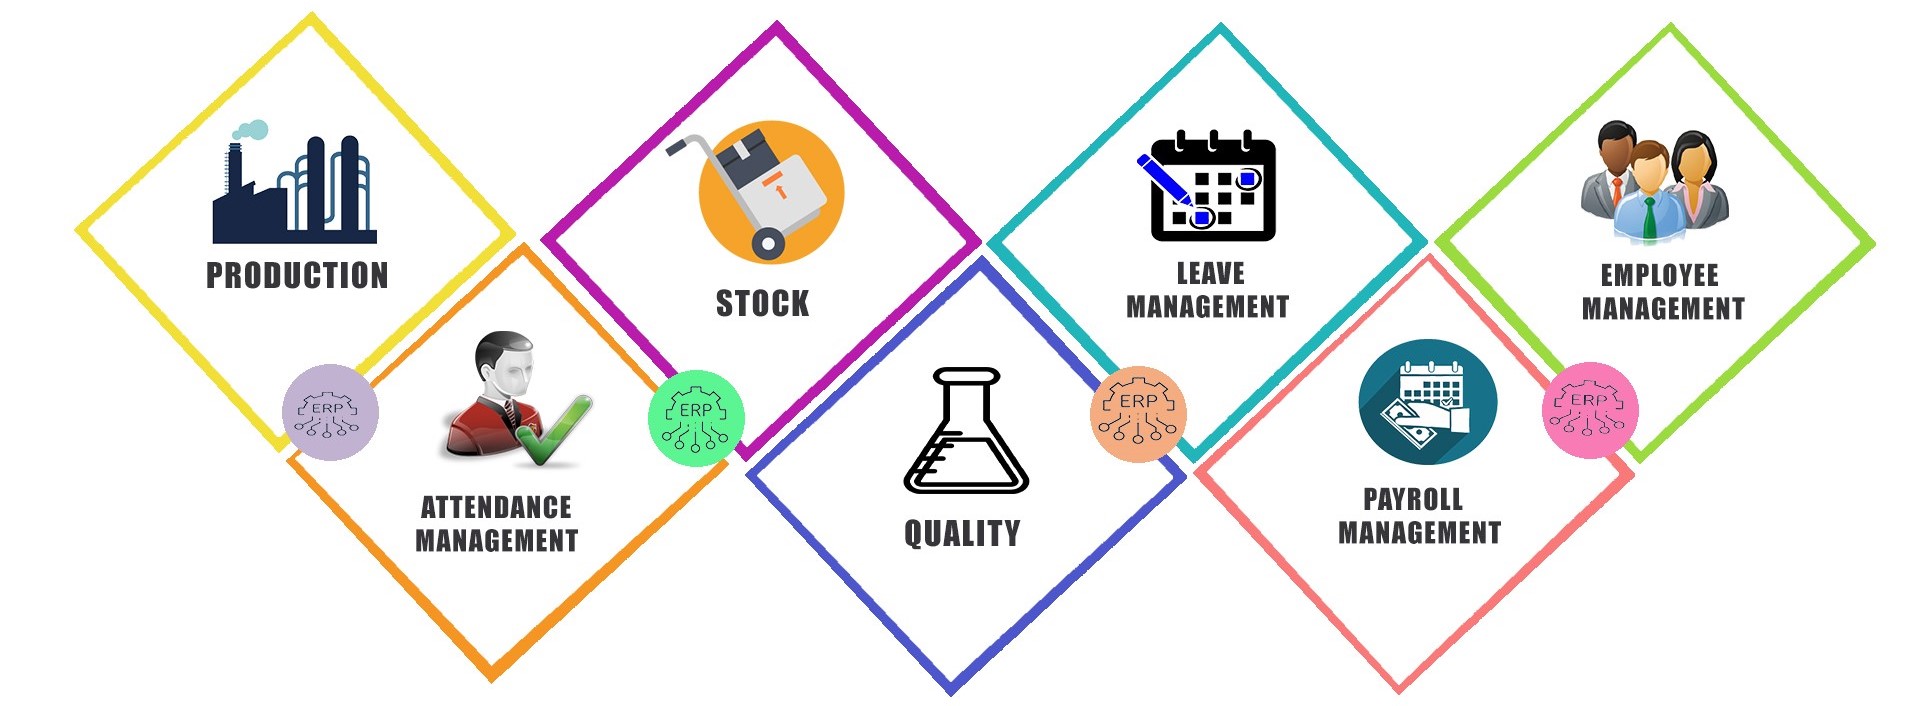 PRODUCTION
STOCK
LEAVE
MANAGEMENT
EMPLOYEE
MANAGEMENT
ERP
ATTENDANCE
MANAGEMENT
ERP
QUALITY
ERP
PAYROLL
MANAGEMENT
ERP